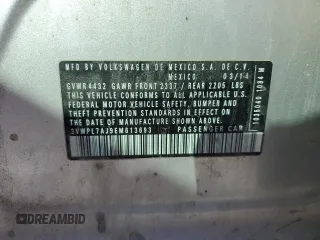 MFD BY VOLKSWAGEN DE MEXICO S.A. DE C.V.
MEXICO 03/14
GVWR 4432 GAWR FRONT 2337 / REAR 2205 LBS
THIS VEHICLE CONFORMS TO ALL APPLICABLE U.S.
FEDERAL MOTOR VEHICLE SAFETY, BUMPER AND
THEFT PREVENTION STANDARDS IN EFFECT ON
THE DATE OF MANUFACTURE SHOWN ABOVE.
3VWPL7AJ9EM613693 PASSENGER CAR
1035040 1084 M
DREAMBID